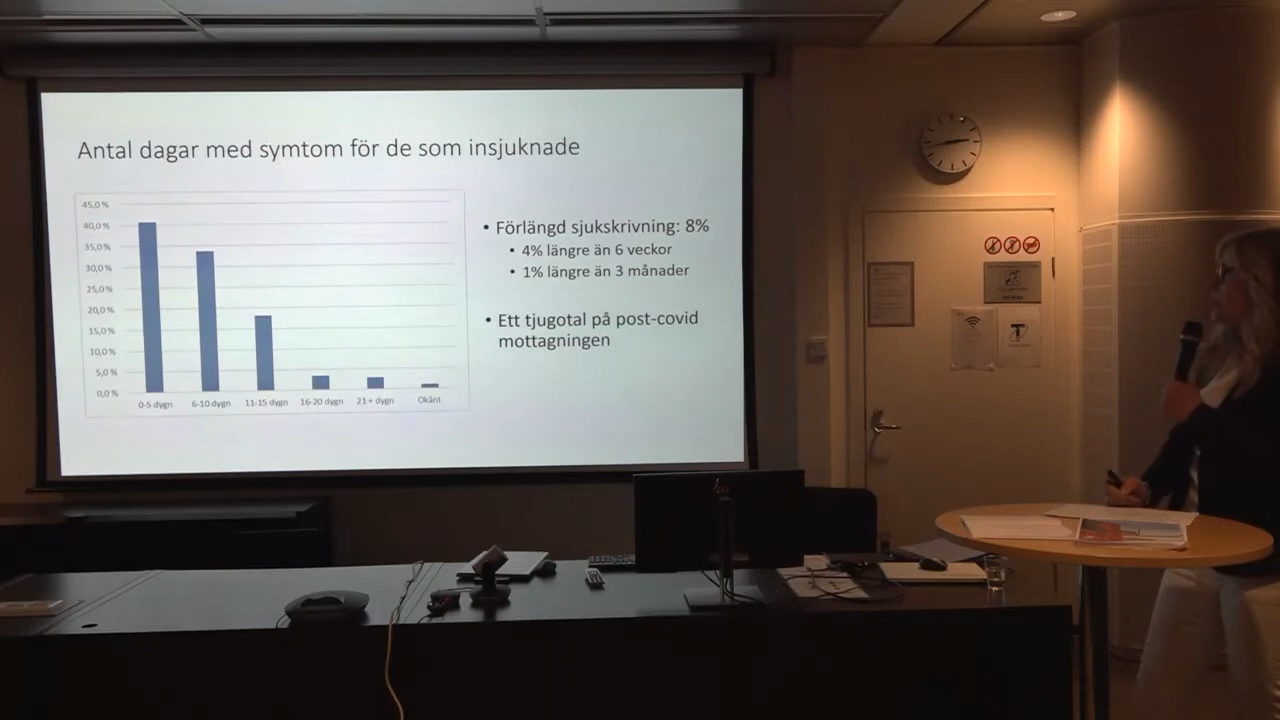 Antal dagar med symtom för de som insjuknade
45,0%
40,0%
35,0%
30,0%
25,0%
20,0%
15,0%
10,0%
5,0%
0,0%
0-5 dygn 6-10 dygn 11-15 dygn 16-20 dygn 21+ dygn Okänt
• Förlängd sjukskrivning: 8%
• 4% längre än 6 veckor
• 1% längre än 3 månader
• Ett tjugotal på post-covid
mottagningen